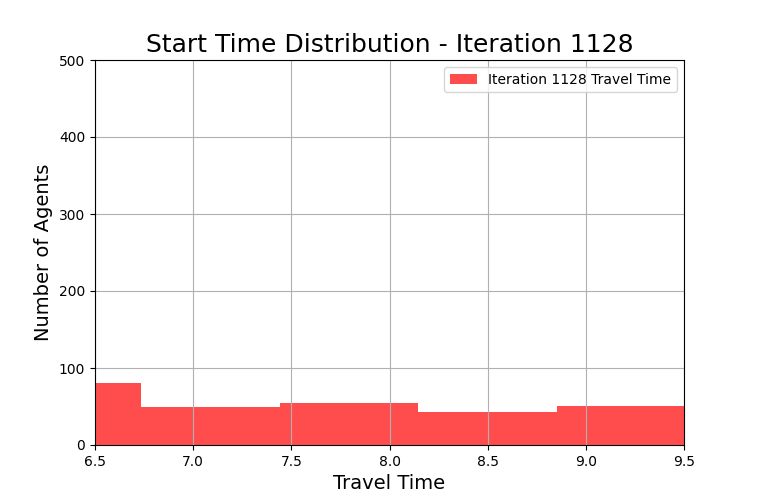 Start Time Distribution - Iteration 1128
Iteration 1128 Travel Time
Number of Agents
500
400
300
200
100
0
6.5 7.0 7.5 8.0 8.5 9.0 9.5
Travel Time